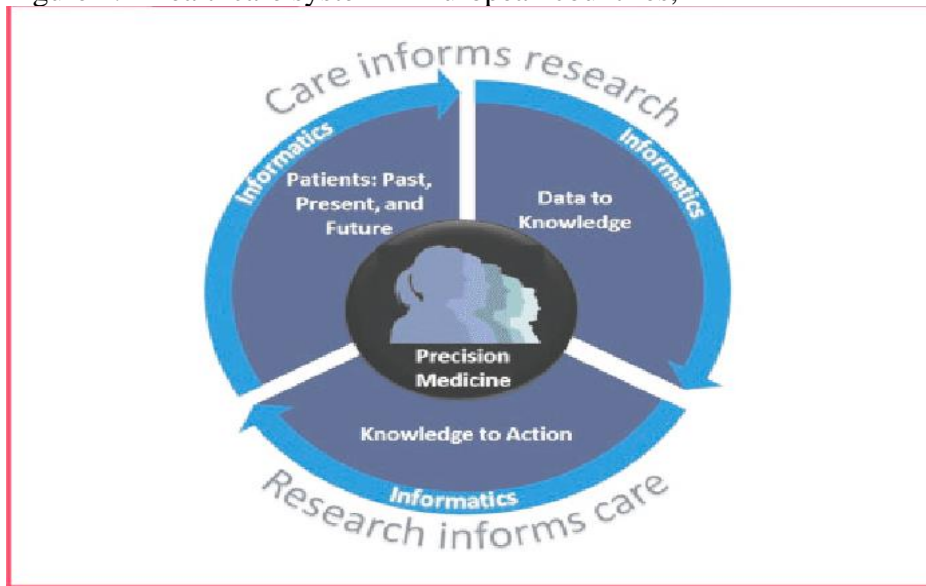 Care informs research
Informatics
Informatics
Patients: Past,
Present, and
Future
Data to
Knowledge
Precision
Medicine
Knowledge to Action
Informatics
Research informs care